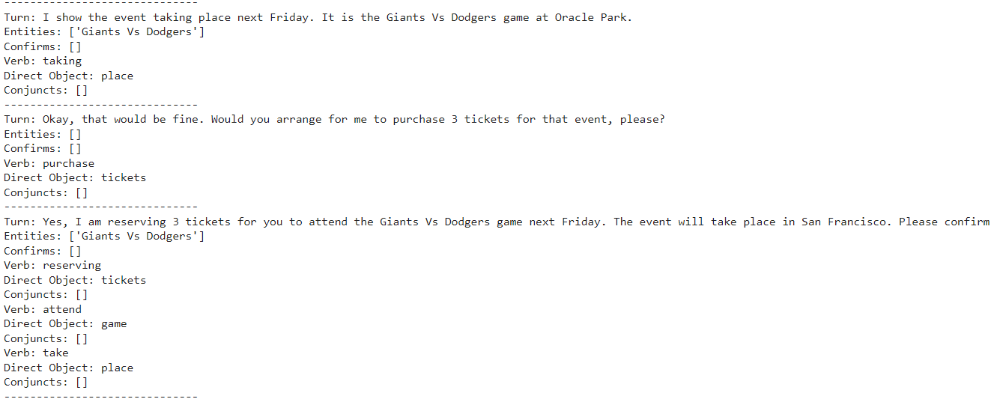 ------------------------------
Turn: I show the event taking place next Friday. It is the Giants Vs Dodgers game at Oracle Park.
Entities: ['Giants Vs Dodgers']
Confirms: []
Verb: taking
Direct Object: place
Conjuncts: []
------------------------------
Turn: Okay, that would be fine. Would you arrange for me to purchase 3 tickets for that event, please?
Entities: []
Confirms: []
Verb: purchase
Direct Object: tickets
Conjuncts: []
------------------------------
Turn: Yes, I am reserving 3 tickets for you to attend the Giants Vs Dodgers game next Friday. The event will take place in San Francisco. Please confirm
Entities: ['Giants Vs Dodgers']
Confirms: []
Verb: reserving
Direct Object: tickets
Conjuncts: []
Verb: attend
Direct Object: game
Conjuncts: []
Verb: take
Direct Object: place
Conjuncts: []
------------------------------